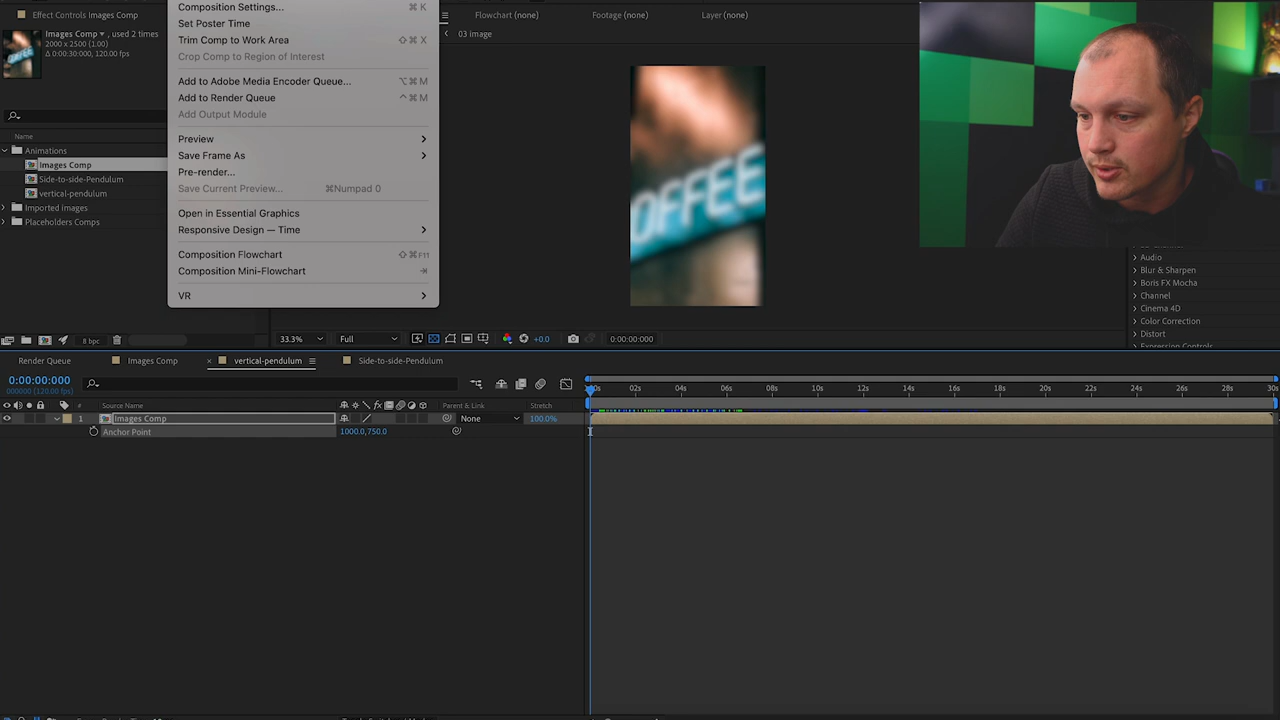 Effect Controls Images Comp
Images Comp , used 2 times
2000 x 2500 (1.00)
Δ 0:00:30:000, 120.00 fps
Name
Animations
Images Comp
Side-to-side-Pendulum
vertical-pendulum
Imported images
Placeholders Comps
8 bpc
Composition Settings... ⌘ K
Set Poster Time
Trim Comp to Work Area ⇧⌘ X
Crop Comp to Region of Interest
Add to Adobe Media Encoder Queue... ⌥⌘ M
Add to Render Queue ^⌘ M
Add Output Module
Preview
Save Frame As
Pre-render...
Save Current Preview... ⌘Numpad 0
Open in Essential Graphics
Responsive Design — Time
Composition Flowchart ⇧⌘F11
Composition Mini-Flowchart
VR
Flowchart (none) Footage (none) Layer (none)
03 image
OFFEE
33.3% Full +0.0 0:00:00:000
Audio
Blur & Sharpen
Boris FX Mocha
Channel
Cinema 4D
Color Correction
Distort
Expression Controls
Render Queue Images Comp × vertical-pendulum Side-to-side-Pendulum
0:00:00:000
000000 (120.00 fps)
# Source Name fx Parent & Link Stretch
1 Images Comp None 100.0%
Anchor Point 1000.0,750.0
02s 04s 06s 08s 10s 12s 14s 16s 18s 20s 22s 24s 26s 28s 30s